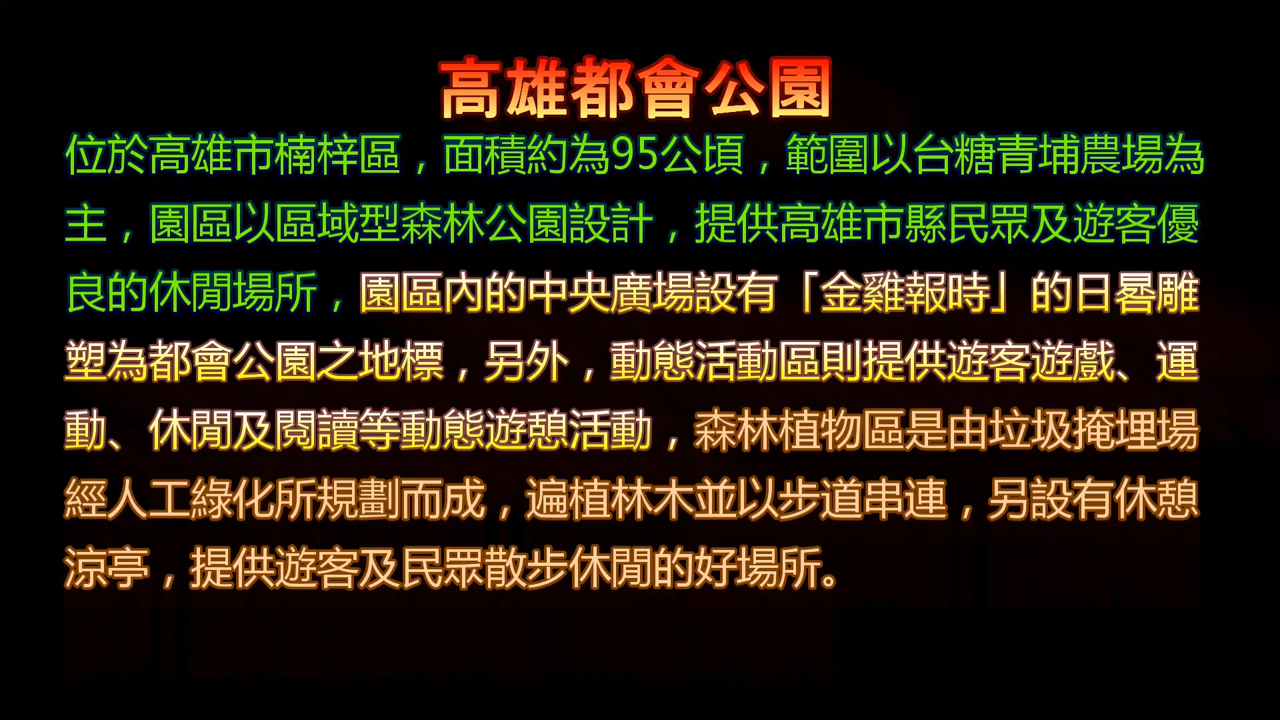 高雄都會公園
位於高雄市楠梓區，面積約為95公頃，範圍以台糖青埔農場為
主，園區以區域型森林公園設計，提供高雄市縣民眾及遊客優
良的休閒場所，園區內的中央廣場設有「金雞報時」的日晷雕
塑為都會公園之地標，另外，動態活動區則提供遊客遊戲、運
動、休閒及閱讀等動態遊憩活動，森林植物區是由垃圾掩埋場
經人工綠化所規劃而成，遍植林木並以步道串連，另設有休憩
涼亭，提供遊客及民眾散步休閒的好場所。